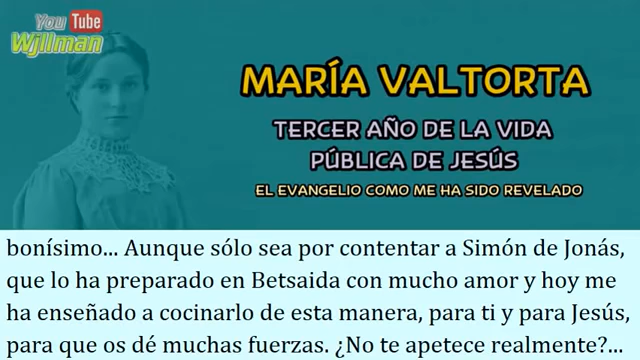 You Tube
Wjllman
MARÍA VALTORTA
TERCER AÑO DE LA VIDA
PÚBLICA DE JESÚS
EL EVANGELIO COMO ME HA SIDO REVELADO
bonísimo... Aunque sólo sea por contentar a Simón de Jonás,
que lo ha preparado en Betsaida con mucho amor y hoy me
ha enseñado a cocinarlo de esta manera, para ti y para Jesús,
para que os dé muchas fuerzas. ¿No te apetece realmente?...